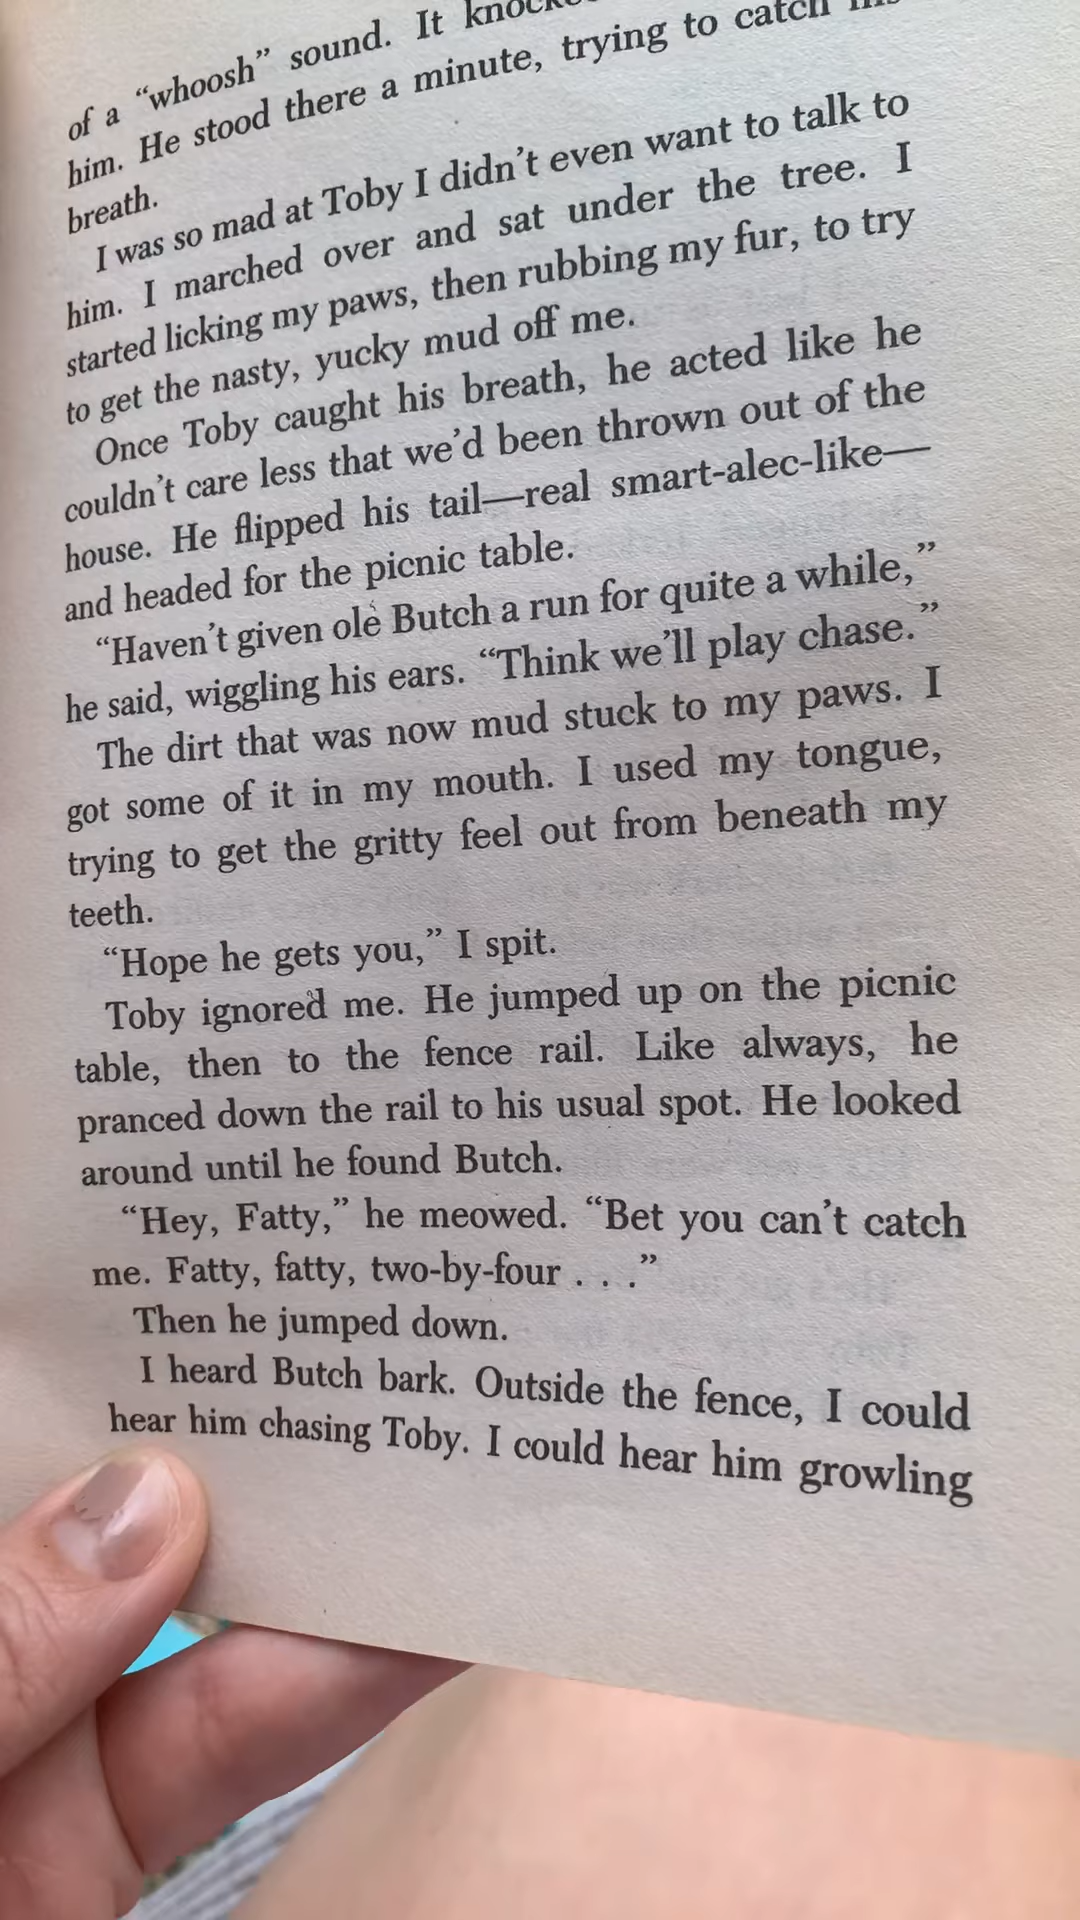 of a “whoosh” sound. It
him. He stood there a minute, trying to catch
breath.
I was so mad at Toby I didn’t even want to talk to
him. I marched over and sat under the tree. I
started licking my paws, then rubbing my fur, to try
to get the nasty, yucky mud off me.
Once Toby caught his breath, he acted like he
couldn’t care less that we’d been thrown out of the
house. He flipped his tail—real smart-alec-like—
and headed for the picnic table.
“Haven’t given ole Butch a run for quite a while,”
he said, wiggling his ears. “Think we’ll play chase.”
The dirt that was now mud stuck to my paws. I
got some of it in my mouth. I used my tongue,
trying to get the gritty feel out from beneath my
teeth.
“Hope he gets you,” I spit.
Toby ignored me. He jumped up on the picnic
table, then to the fence rail. Like always, he
pranced down the rail to his usual spot. He looked
around until he found Butch.
“Hey, Fatty,” he meowed. “Bet you can’t catch
me. Fatty, fatty, two-by-four . . .”
Then he jumped down.
I heard Butch bark. Outside the fence, I could
hear him chasing Toby. I could hear him growling